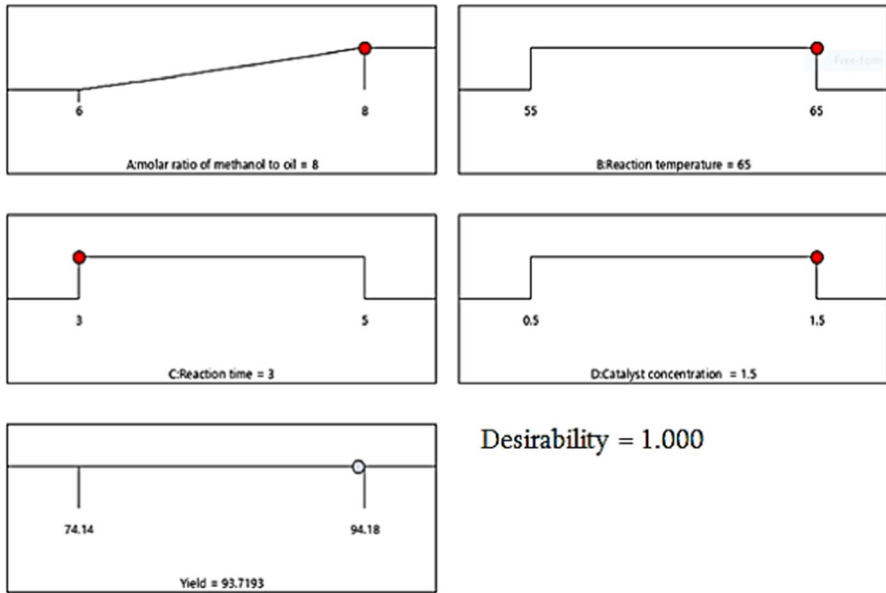 6
8
A:molar ratio of methanol to oil = 8
55
65
B:Reaction temperature = 65
3
5
C:Reaction time = 3
0.5
1.5
D:Catalyst concentration = 1.5
74.14
94.18
Yield = 93.7193
Desirability = 1.000